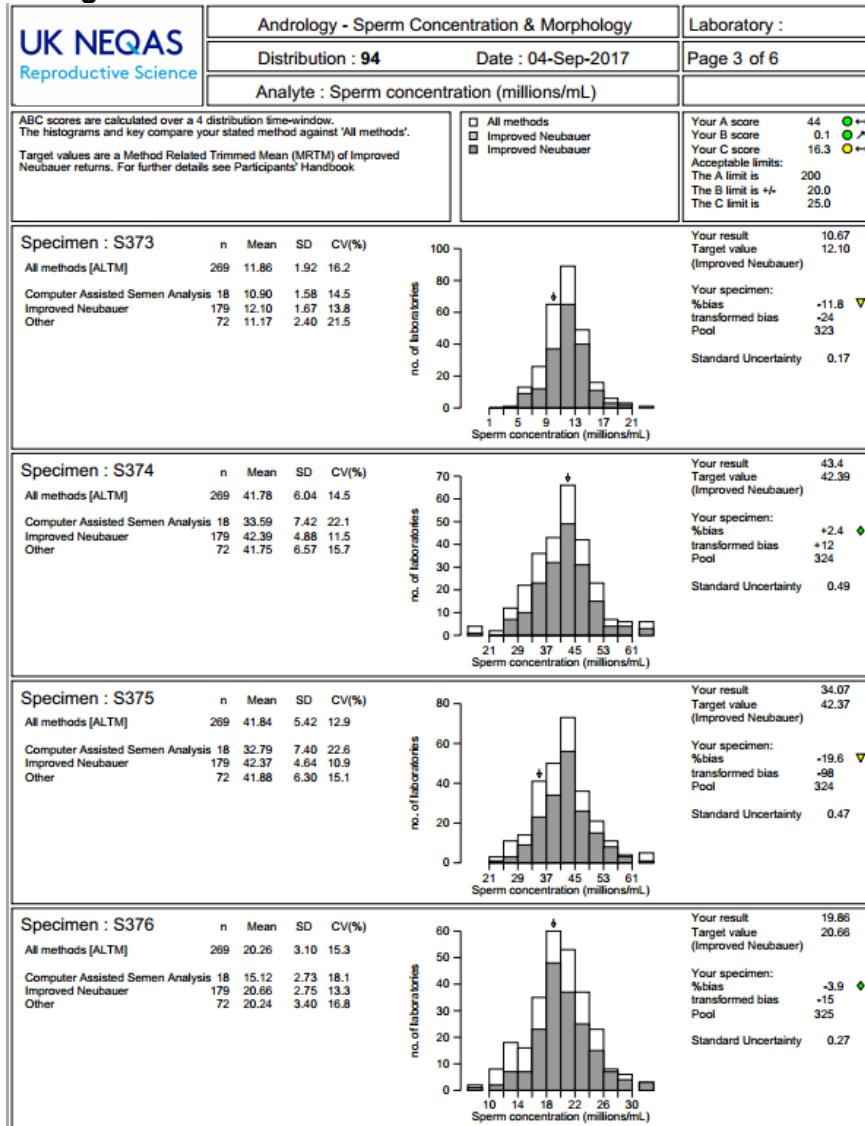 UK NEQAS
Reproductive Science
Andrology - Sperm Concentration & Morphology
Laboratory :
Distribution : 94 Date : 04-Sep-2017
Page 3 of 6
Analyte : Sperm concentration (millions/mL)
ABC scores are calculated over a 4 distribution time-window.
The histograms and key compare your stated method against 'All methods'.
Target values are a Method Related Trimmed Mean (MRTM) of Improved
Neubauer returns. For further details see Participants' Handbook
All methods
Improved Neubauer
Improved Neubauer
Your A score 44
Your B score 0.1
Your C score 16.3
Acceptable limits:
The A limit is 200
The B limit is +/- 20.0
The C limit is 25.0
Specimen : S373 n Mean SD CV(%)
All methods [ALTM] 269 11.86 1.92 16.2
Computer Assisted Semen Analysis 18 10.90 1.58 14.5
Improved Neubauer 179 12.10 1.67 13.8
Other 72 11.17 2.40 21.5
no. of laboratories
100
80
60
40
20
0
1 5 9 13 17 21
Sperm concentration (millions/mL)
Your result 10.67
Target value 12.10
(Improved Neubauer)
Your specimen:
%bias -11.8
transformed bias -24
Pool 323
Standard Uncertainty 0.17
Specimen : S374 n Mean SD CV(%)
All methods [ALTM] 269 41.78 6.04 14.5
Computer Assisted Semen Analysis 18 33.59 7.42 22.1
Improved Neubauer 179 42.39 4.88 11.5
Other 72 41.75 6.57 15.7
no. of laboratories
70
60
50
40
30
20
10
0
21 29 37 45 53 61
Sperm concentration (millions/mL)
Your result 43.4
Target value 42.39
(Improved Neubauer)
Your specimen:
%bias +2.4
transformed bias +12
Pool 324
Standard Uncertainty 0.49
Specimen : S375 n Mean SD CV(%)
All methods [ALTM] 269 41.84 5.42 12.9
Computer Assisted Semen Analysis 18 32.79 7.40 22.6
Improved Neubauer 179 42.37 4.64 10.9
Other 72 41.88 6.30 15.1
no. of laboratories
80
60
40
20
0
21 29 37 45 53 61
Sperm concentration (millions/mL)
Your result 34.07
Target value 42.37
(Improved Neubauer)
Your specimen:
%bias -19.6
transformed bias -98
Pool 324
Standard Uncertainty 0.47
Specimen : S376 n Mean SD CV(%)
All methods [ALTM] 269 20.26 3.10 15.3
Computer Assisted Semen Analysis 18 15.12 2.73 18.1
Improved Neubauer 179 20.66 2.75 13.3
Other 72 20.24 3.40 16.8
no. of laboratories
60
50
40
30
20
10
0
10 14 18 22 26 30
Sperm concentration (millions/mL)
Your result 19.86
Target value 20.66
(Improved Neubauer)
Your specimen:
%bias -3.9
transformed bias -15
Pool 325
Standard Uncertainty 0.27